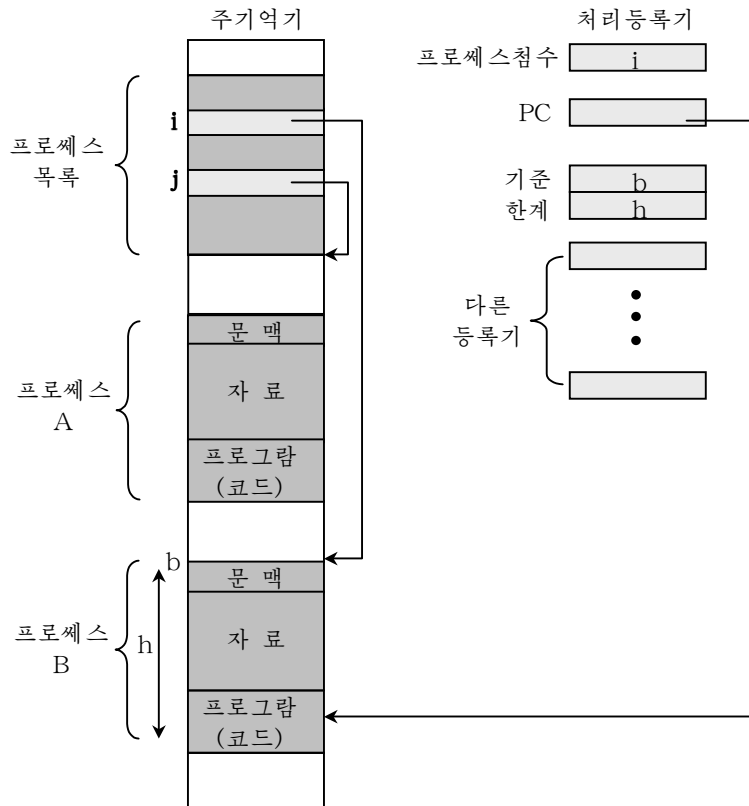 주기억기
처리등록기
프로쎄스첨수
i
PC
기준
b
한계
h
다른
등록기
프로쎄스
목록
i
j
문 맥
자 료
프로그람
(코드)
프로쎄스
A
b
h
문 맥
자 료
프로그람
(코드)
프로쎄스
B